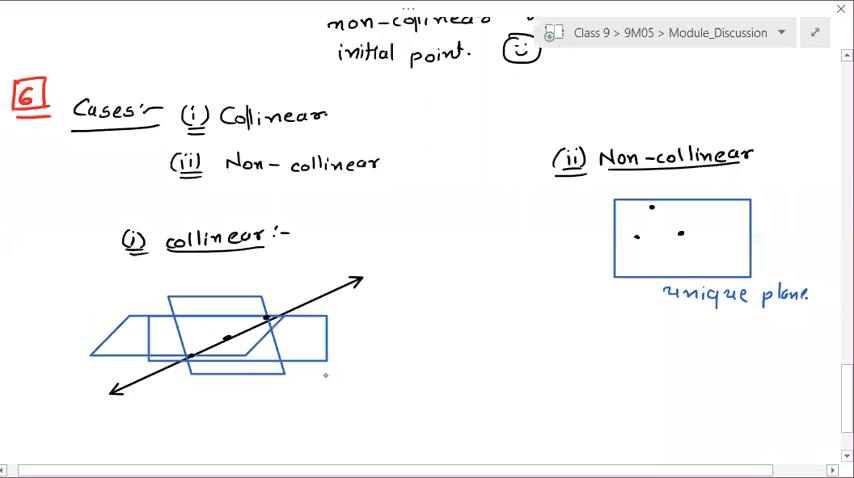 non-collinear
initial point.
Class 9 > 9M05 > Module_Discussion
6
Cases:-
(i) Collinear
(ii) Non-collinear
(i) collinear:-
(ii) Non-collinear
unique plane.